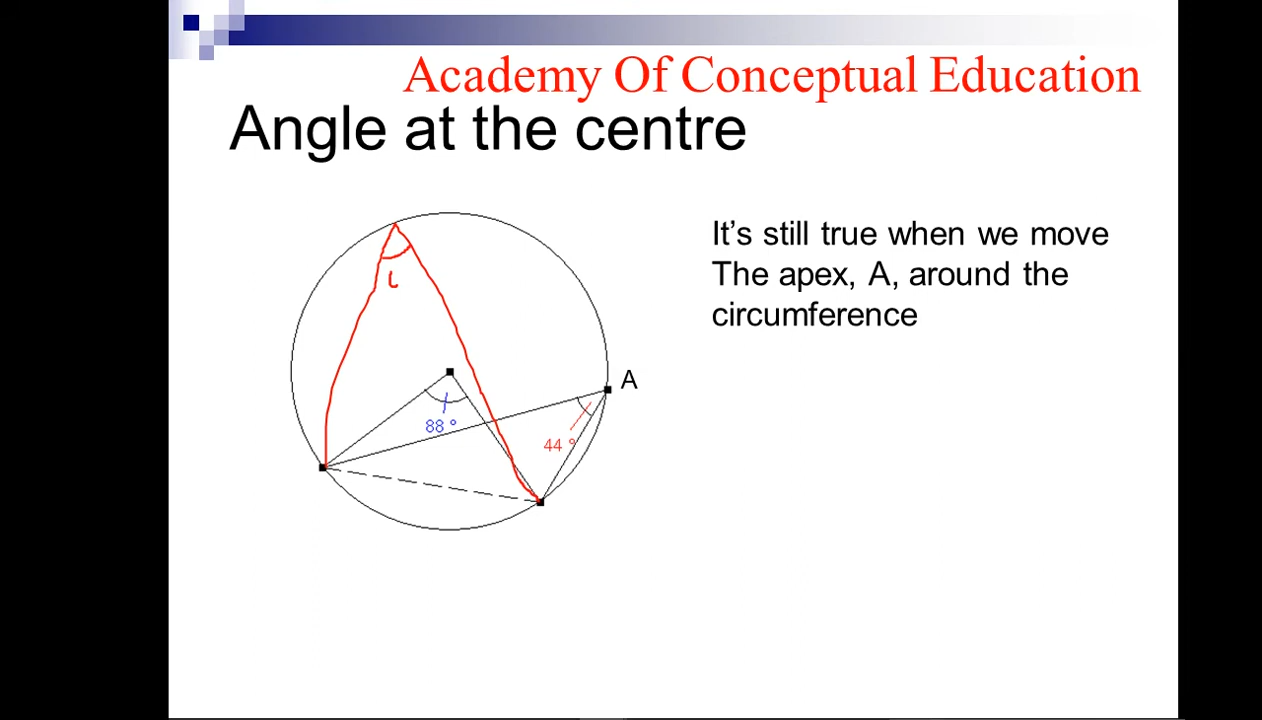 Academy Of Conceptual Education
Angle at the centre
It's still true when we move
The apex, A, around the
circumference
A
88 °
44 °